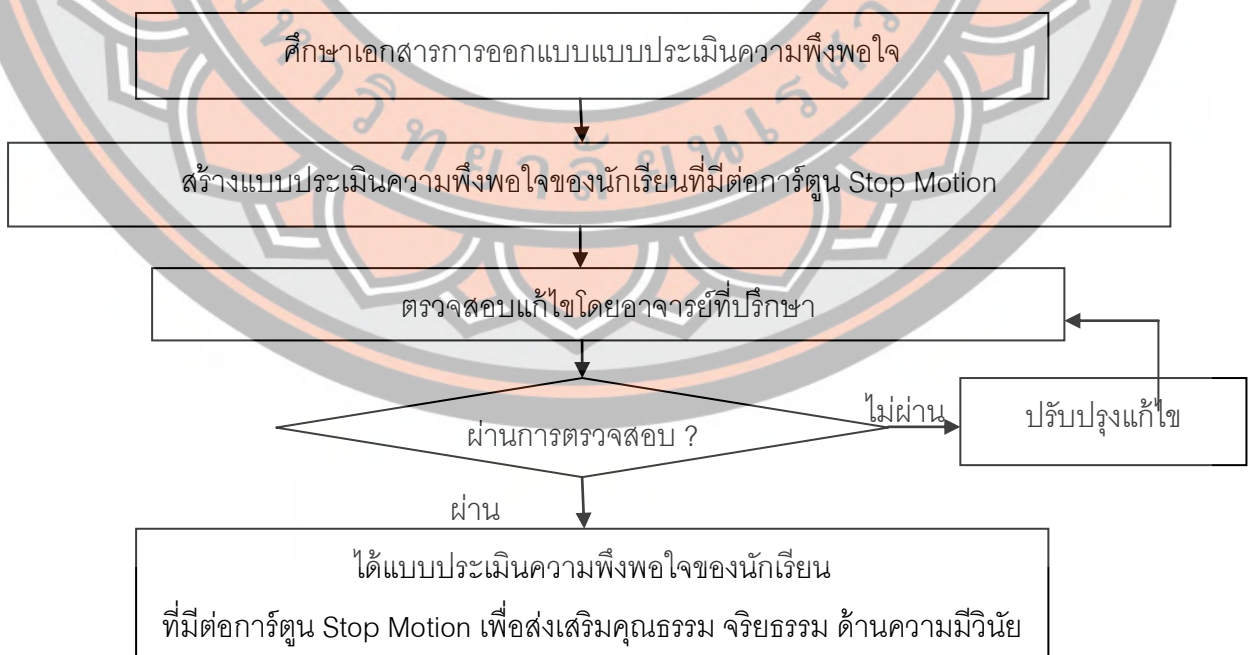 ศึกษาเอกสารการออกแบบแบบประเมินความพึงพอใจ
สร้างแบบประเมินความพึงพอใจของนักเรียนที่มีต่อการ์ตูน Stop Motion
ตรวจสอบแก้ไขโดยอาจารย์ที่ปรึกษา
ผ่านการตรวจสอบ ?
ไม่ผ่าน
ปรับปรุงแก้ไข
ผ่าน
ได้แบบประเมินความพึงพอใจของนักเรียน
ที่มีต่อการ์ตูน Stop Motion เพื่อส่งเสริมคุณธรรม จริยธรรม ด้านความมีวินัย